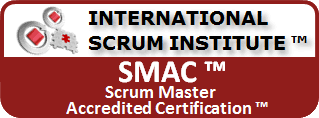 INTERNATIONAL
SCRUM INSTITUTE ™
SMAC ™
Scrum Master
Accredited Certification ™